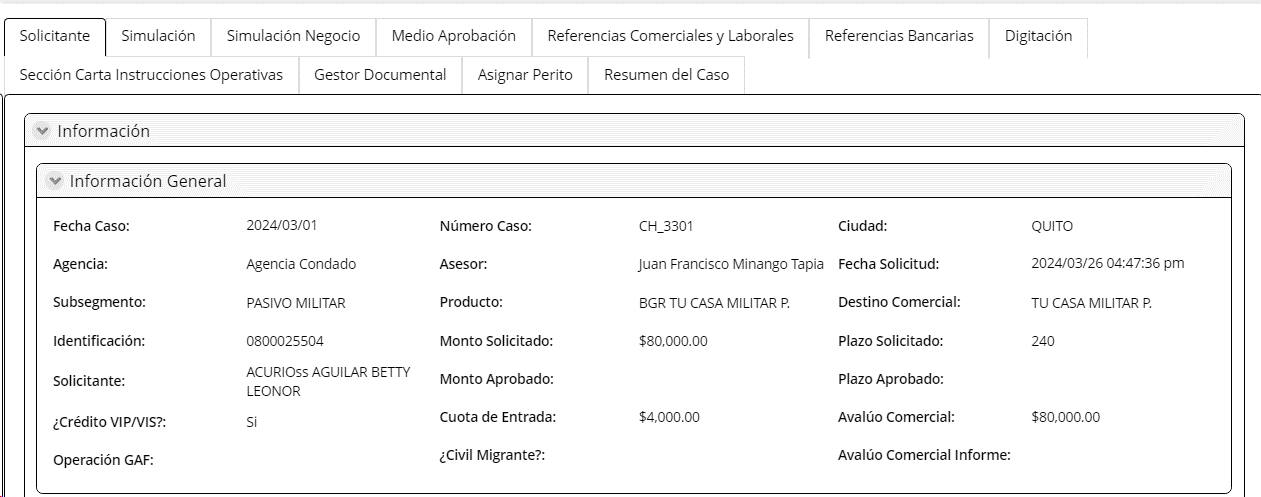 Solicitante Simulación Simulación Negocio Medio Aprobación Referencias Comerciales y Laborales Referencias Bancarias Digitación
Sección Carta Instrucciones Operativas Gestor Documental Asignar Perito Resumen del Caso
Información
Información General
Fecha Caso: 2024/03/01 Número Caso: CH_3301 Ciudad: QUITO
Agencia: Agencia Condado Asesor: Juan Francisco Minango Tapia Fecha Solicitud: 2024/03/26 04:47:36 pm
Subsegmento: PASIVO MILITAR Producto: BGR TU CASA MILITAR P. Destino Comercial: TU CASA MILITAR P.
Identificación: 0800025504 Monto Solicitado: $80,000.00 Plazo Solicitado: 240
Solicitante: ACURIOss AGUILAR BETTY
LEONOR
Monto Aprobado: Plazo Aprobado:
¿Crédito VIP/VIS?: Si Cuota de Entrada: $4,000.00 Avalúo Comercial: $80,000.00
Operación GAF: ¿Civil Migrante?: Avalúo Comercial Informe: